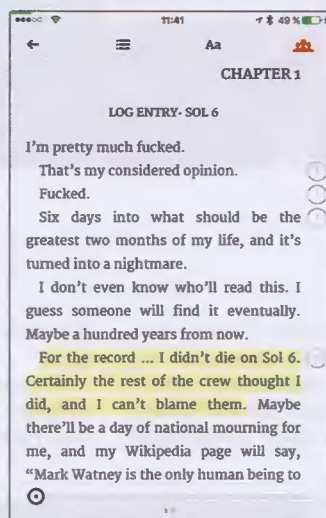 11:41
49 %
Aa
CHAPTER 1
LOG ENTRY- SOL 6
I'm pretty much fucked.
That's my considered opinion.
Fucked.
Six days into what should be the
greatest two months of my life, and it's
turned into a nightmare.
I don't even know who'll read this. I
guess someone will find it eventually.
Maybe a hundred years from now.
For the record ... I didn't die on Sol 6.
Certainly the rest of the crew thought I
did, and I can't blame them. Maybe
there'll be a day of national mourning for
me, and my Wikipedia page will say,
"Mark Watney is the only human being to